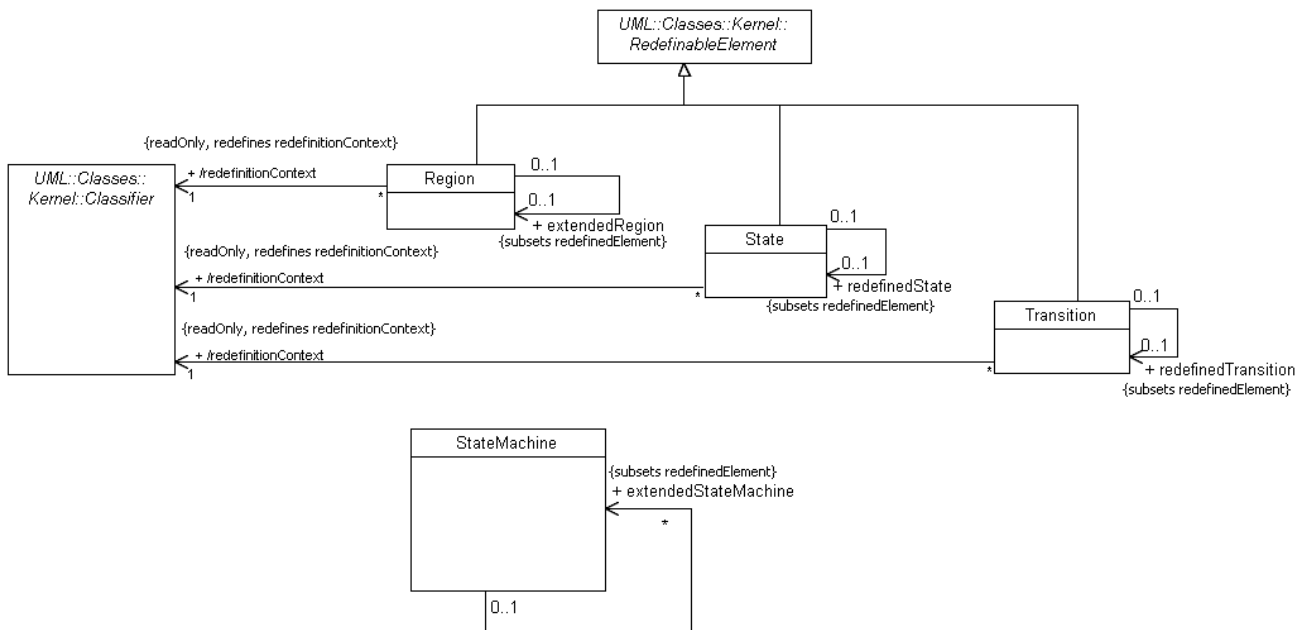 UML::Classes::Kernel::
RedefinableElement
{readOnly, redefines redefinitionContext}
UML::Classes::
Kernel::Classifier
+ /redefinitionContext
1
*
Region
0..1
0..1
+ extendedRegion
{subsets redefinedElement}
{readOnly, redefines redefinitionContext}
+ /redefinitionContext
1
*
State
0..1
0..1
+ redefinedState
{subsets redefinedElement}
{readOnly, redefines redefinitionContext}
+ /redefinitionContext
1
*
Transition
0..1
0..1
+ redefinedTransition
{subsets redefinedElement}
StateMachine
{subsets redefinedElement}
+ extendedStateMachine
*
0..1